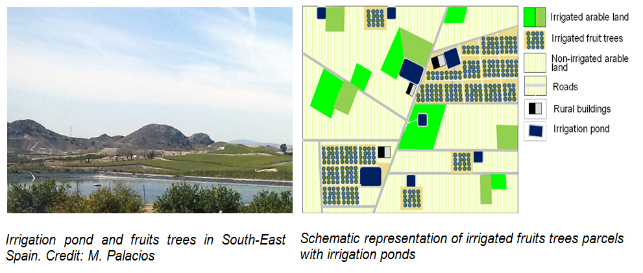 Irrigated arable land
Irrigated fruit trees
Non-irrigated arable
land
Roads
Rural buildings
Irrigation pond
Irrigation pond and fruits trees in South-East
Spain. Credit: M. Palacios
Schematic representation of irrigated fruits trees parcels
with irrigation ponds